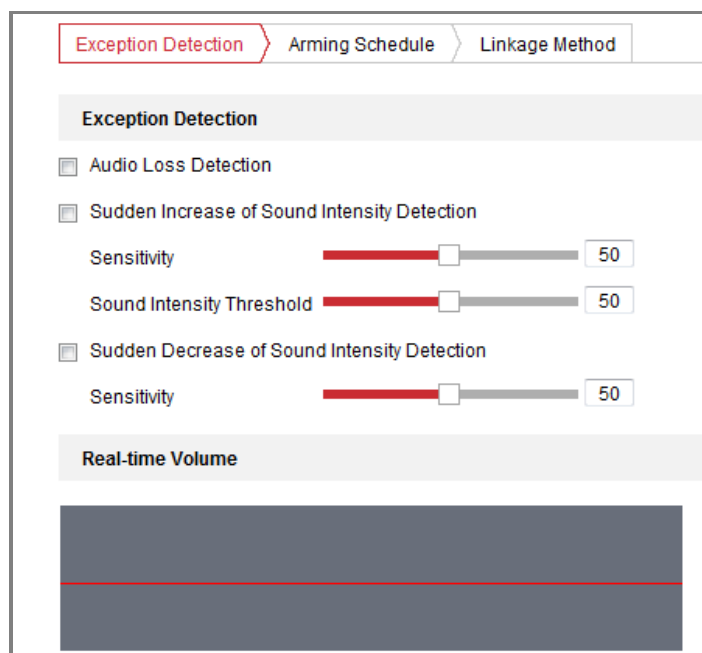 Exception Detection Arming Schedule Linkage Method
Exception Detection
Audio Loss Detection
Sudden Increase of Sound Intensity Detection
Sensitivity 50
Sound Intensity Threshold 50
Sudden Decrease of Sound Intensity Detection
Sensitivity 50
Real-time Volume